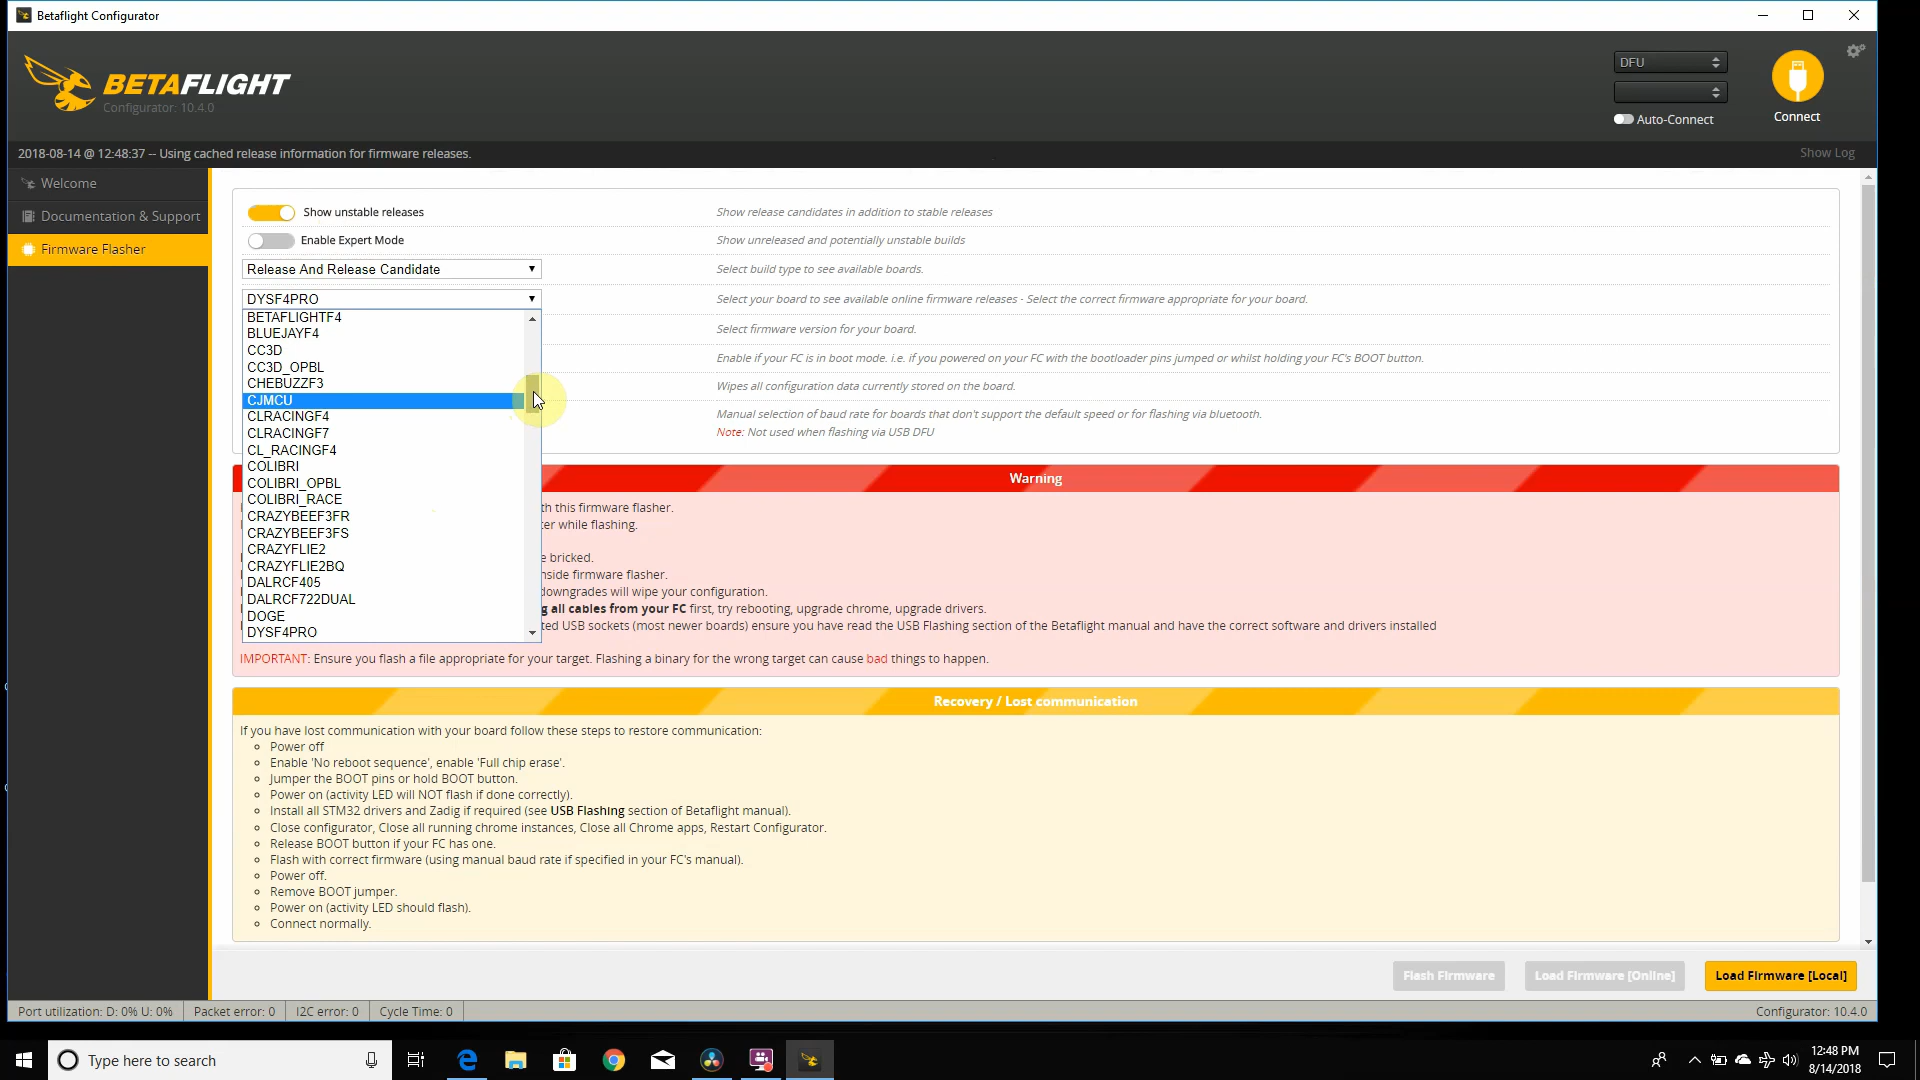 Betaflight Configurator
BETAFLIGHT
Configurator: 10.4.0
DFU
Auto-Connect
Connect
2018-08-14 @ 12:48:37 -- Using cached release information for firmware releases.
Show Log
Welcome
Documentation & Support
Firmware Flasher
Show unstable releases
Show release candidates in addition to stable releases
Enable Expert Mode
Show unreleased and potentially unstable builds
Release And Release Candidate
Select build type to see available boards.
DYSF4PRO
Select your board to see available online firmware releases - Select the correct firmware appropriate for your board.
BETAFLIGHTF4
BLUEJAYF4
CC3D
CC3D_OPBL
CHEBUZZF3
CJMCU
CLRACINGF4
CLRACINGF7
CL_RACINGF4
COLIBRI
COLIBRI_OPBL
COLIBRI_RACE
CRAZYBEEF3FR
CRAZYBEEF3FS
CRAZYFLIE2
CRAZYFLIE2BQ
DALRCF405
DALRCF722DUAL
DOGE
DYSF4PRO
Select firmware version for your board.
Enable if your FC is in boot mode. i.e. if you powered on your FC with the bootloader pins jumped or whilst holding your FC's BOOT button.
Wipes all configuration data currently stored on the board.
Manual selection of baud rate for boards that don't support the default speed or for flashing via bluetooth.
Note: Not used when flashing via USB DFU
Warning
th this firmware flasher.
ter while flashing.
e bricked.
nside firmware flasher.
downgrades will wipe your configuration.
g all cables from your FC first, try rebooting, upgrade chrome, upgrade drivers.
ted USB sockets (most newer boards) ensure you have read the USB Flashing section of the Betaflight manual and have the correct software and drivers installed
IMPORTANT: Ensure you flash a file appropriate for your target. Flashing a binary for the wrong target can cause bad things to happen.
Recovery / Lost communication
If you have lost communication with your board follow these steps to restore communication:
Power off
Enable 'No reboot sequence', enable 'Full chip erase'.
Jumper the BOOT pins or hold BOOT button.
Power on (activity LED will NOT flash if done correctly).
Install all STM32 drivers and Zadig if required (see USB Flashing section of Betaflight manual).
Close configurator, Close all running chrome instances, Close all Chrome apps, Restart Configurator.
Release BOOT button if your FC has one.
Flash with correct firmware (using manual baud rate if specified in your FC's manual).
Power off.
Remove BOOT jumper.
Power on (activity LED should flash).
Connect normally.
Flash Firmware
Load Firmware [Online]
Load Firmware [Local]
Port utilization: D: 0% U: 0%
Packet error: 0
I2C error: 0
Cycle Time: 0
Configurator: 10.4.0
Type here to search
12:48 PM
8/14/2018